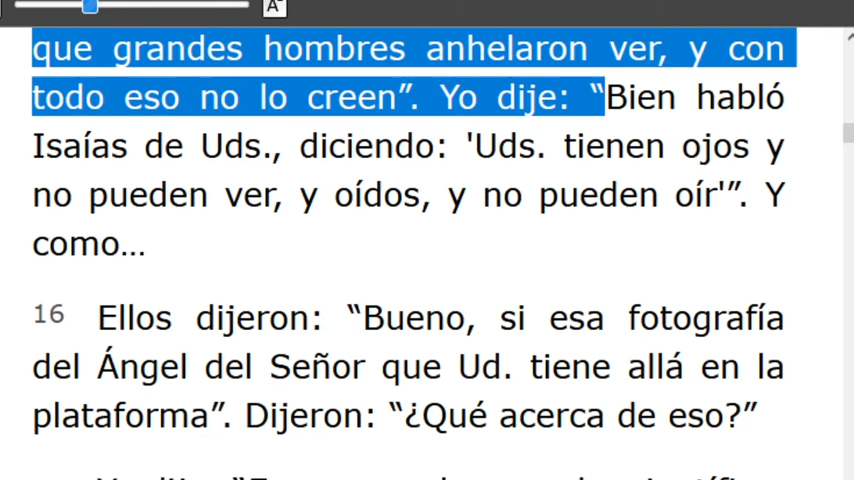 A
que grandes hombres anhelaron ver, y con
todo eso no lo creen”. Yo dije: “Bien habló
Isaías de Uds., diciendo: 'Uds. tienen ojos y
no pueden ver, y oídos, y no pueden oír'”. Y
como…
16 Ellos dijeron: “Bueno, si esa fotografía
del Ángel del Señor que Ud. tiene allá en la
plataforma”. Dijeron: “¿Qué acerca de eso?”